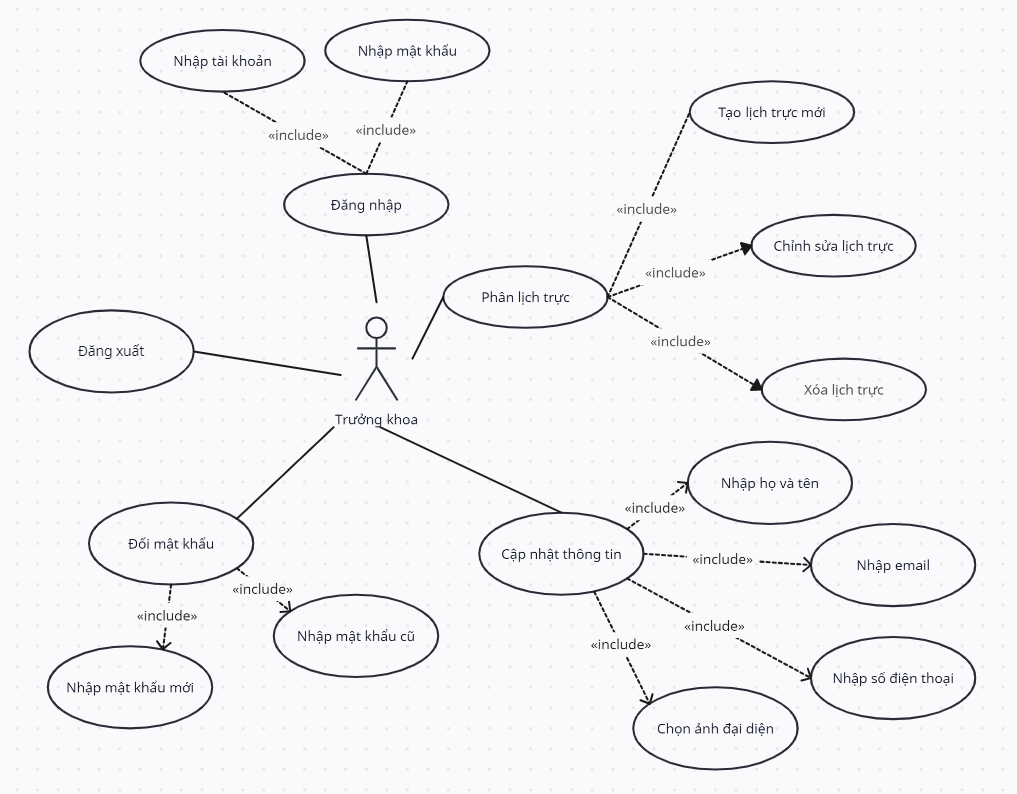 Nhập tài khoản
Nhập mật khẩu
«include»
«include»
Đăng nhập
Tạo lịch trực mới
«include»
Chỉnh sửa lịch trực
«include»
Phân lịch trực
«include»
Xóa lịch trực
Đăng xuất
Trưởng khoa
Nhập họ và tên
«include»
Cập nhật thông tin
«include»
Nhập email
«include»
Nhập số điện thoại
«include»
Chọn ảnh đại diện
Đổi mật khẩu
«include»
«include»
Nhập mật khẩu cũ
Nhập mật khẩu mới